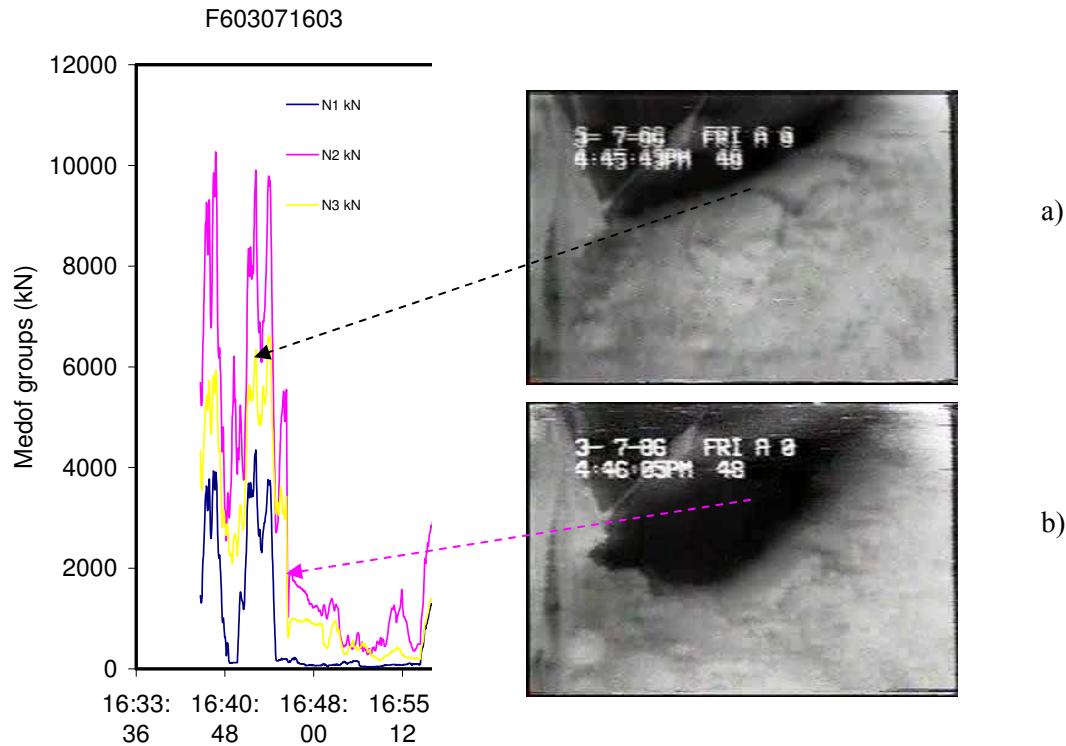 F603071603
12000
10000
8000
6000
4000
2000
0
Medof groups (kN)
N1 kN
N2 kN
N3 kN
16:33:
36
16:40:
48
16:48:
00
16:55
12
3- 7-86 FRI A 0
4:45:43PM 48
a)
3- 7-86 FRI A 0
4:46:05PM 48
b)